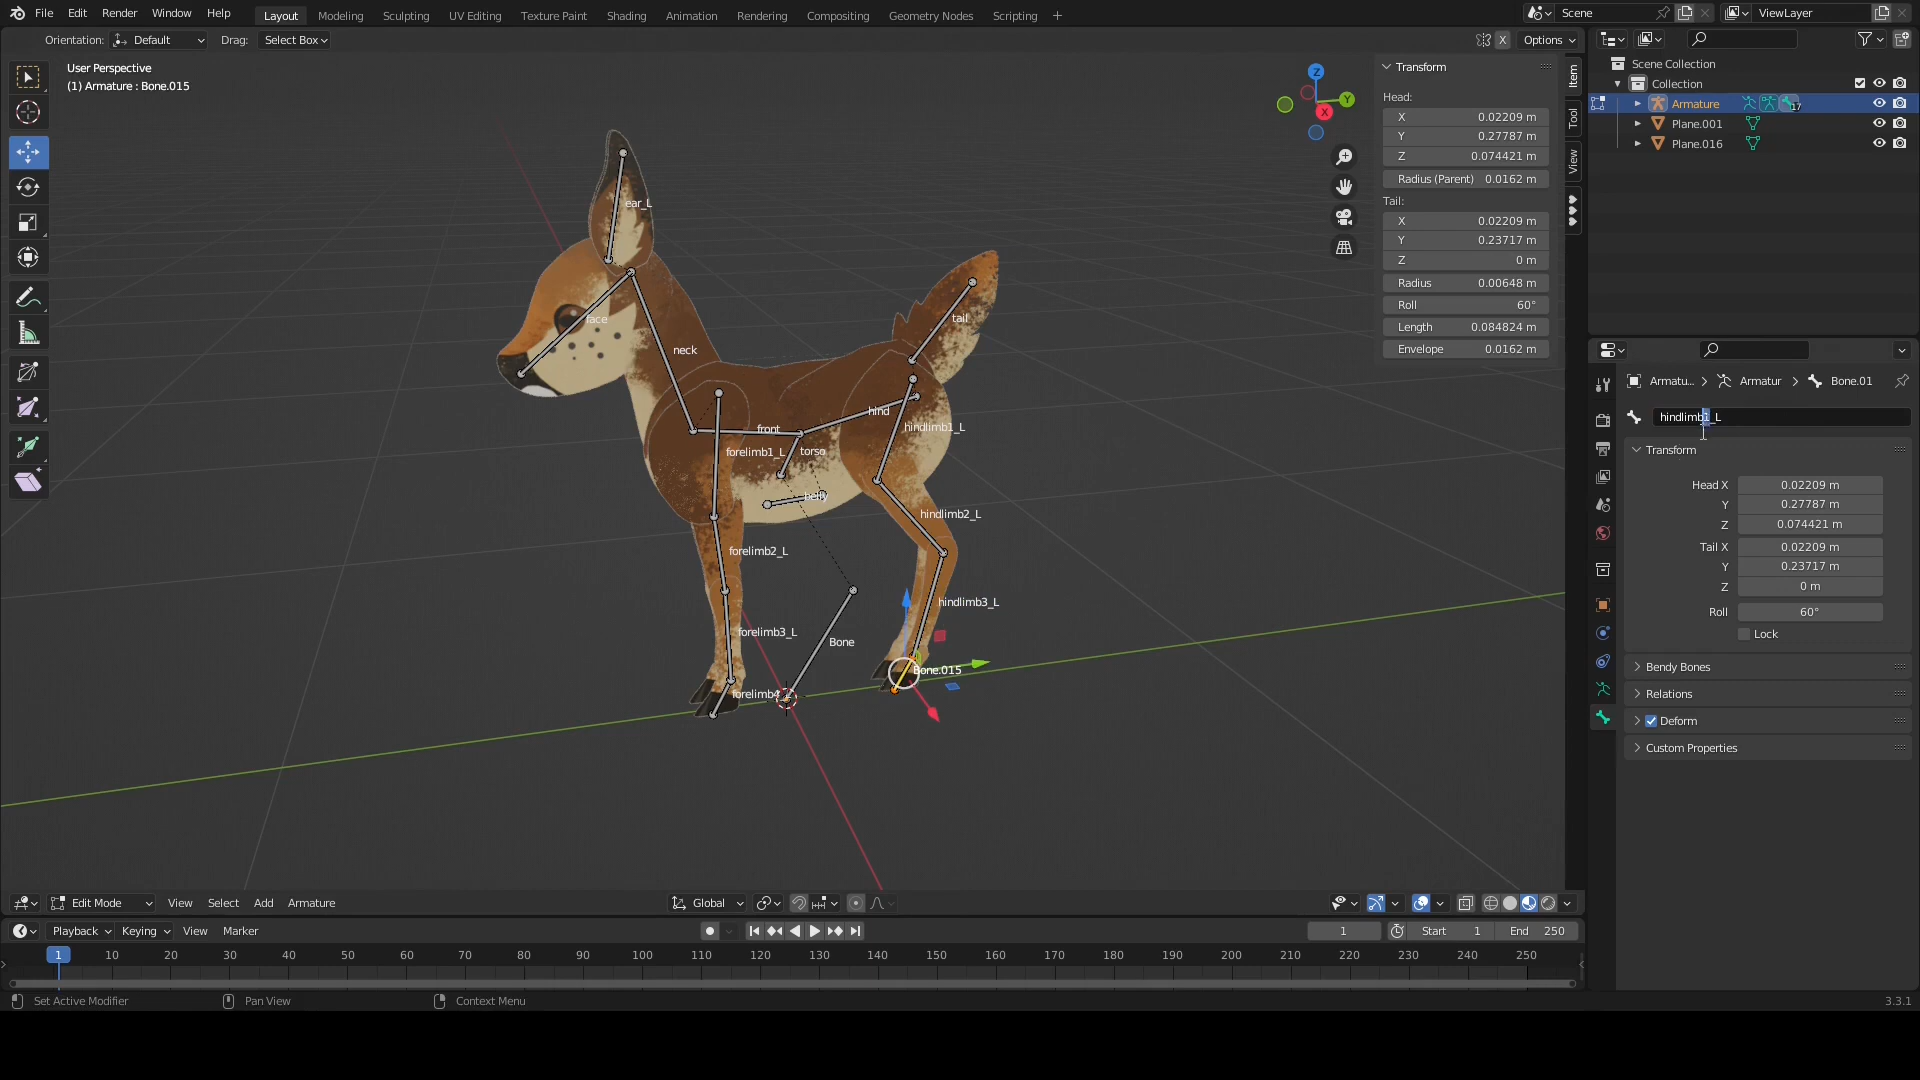 File Edit Render Window Help Layout Modeling Sculpting UV Editing Texture Paint Shading Animation Rendering Compositing Geometry Nodes Scripting Scene ViewLayer
Orientation: Default Drag: Select Box X Options
User Perspective
(1) Armature : Bone.015
Z
Y
X
Item
Tool
View
Transform
Head:
X 0.02209 m
Y 0.27787 m
Z 0.074421 m
Radius (Parent) 0.0162 m
Tail:
X 0.02209 m
Y 0.23717 m
Z 0 m
Radius 0.00648 m
Roll 60°
Length 0.084824 m
Envelope 0.0162 m
ear_L
face
neck
tail
hind
front
hindlimb1_L
forelimb1_L
torso
belly
hindlimb2_L
forelimb2_L
hindlimb3_L
forelimb3_L
Bone
Bone.015
forelimb4
Scene Collection
Collection
Armature 17
Plane.001
Plane.016
Armatu... Armatur Bone.01
hindlimb1_L
Transform
Head X 0.02209 m
Y 0.27787 m
Z 0.074421 m
Tail X 0.02209 m
Y 0.23717 m
Z 0 m
Roll 60°
Lock
Bendy Bones
Relations
Deform
Custom Properties
Edit Mode View Select Add Armature Global
Playback Keying View Marker 1 Start 1 End 250
1 10 20 30 40 50 60 70 80 90 100 110 120 130 140 150 160 170 180 190 200 210 220 230 240 250
Set Active Modifier Pan View Context Menu 3.3.1